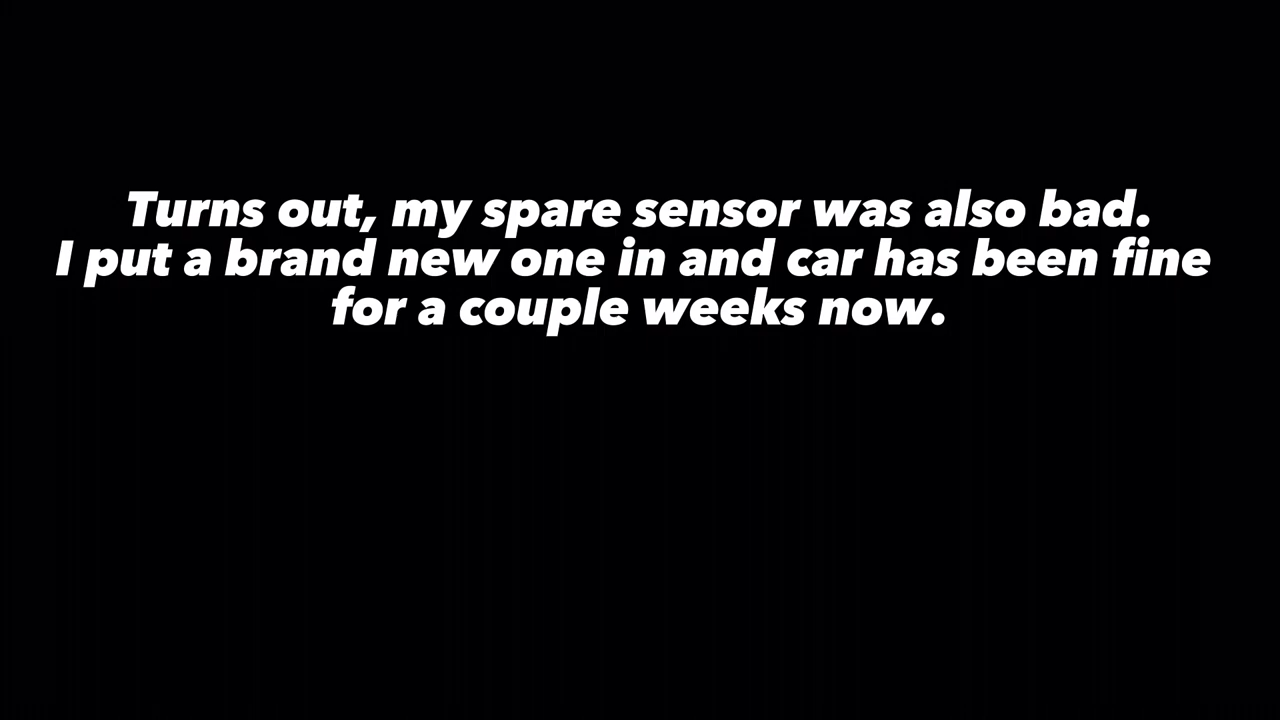 Turns out, my spare sensor was also bad.
I put a brand new one in and car has been fine
for a couple weeks now.